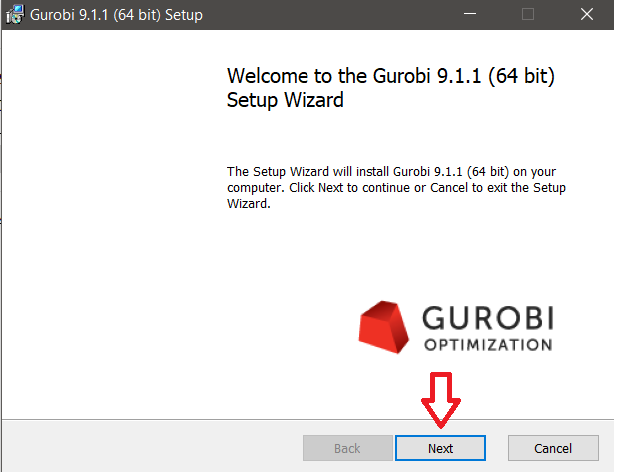 Gurobi 9.1.1 (64 bit) Setup
Welcome to the Gurobi 9.1.1 (64 bit)
Setup Wizard
The Setup Wizard will install Gurobi 9.1.1 (64 bit) on your
computer. Click Next to continue or Cancel to exit the Setup
Wizard.
GUROBI
OPTIMIZATION
Back
Next
Cancel